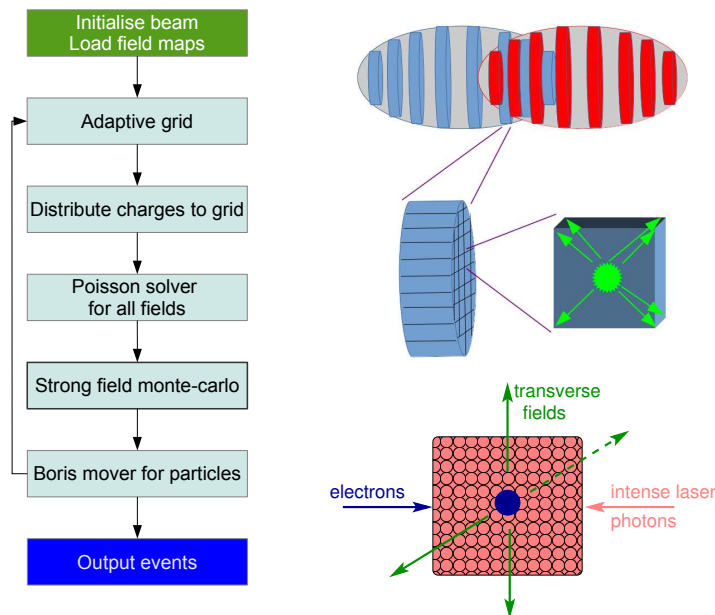 Initialise beam
Load field maps
Adaptive grid
Distribute charges to grid
Poisson solver
for all fields
Strong field monte-carlo
Boris mover for particles
Output events
transverse
fields
electrons
intense laser
photons